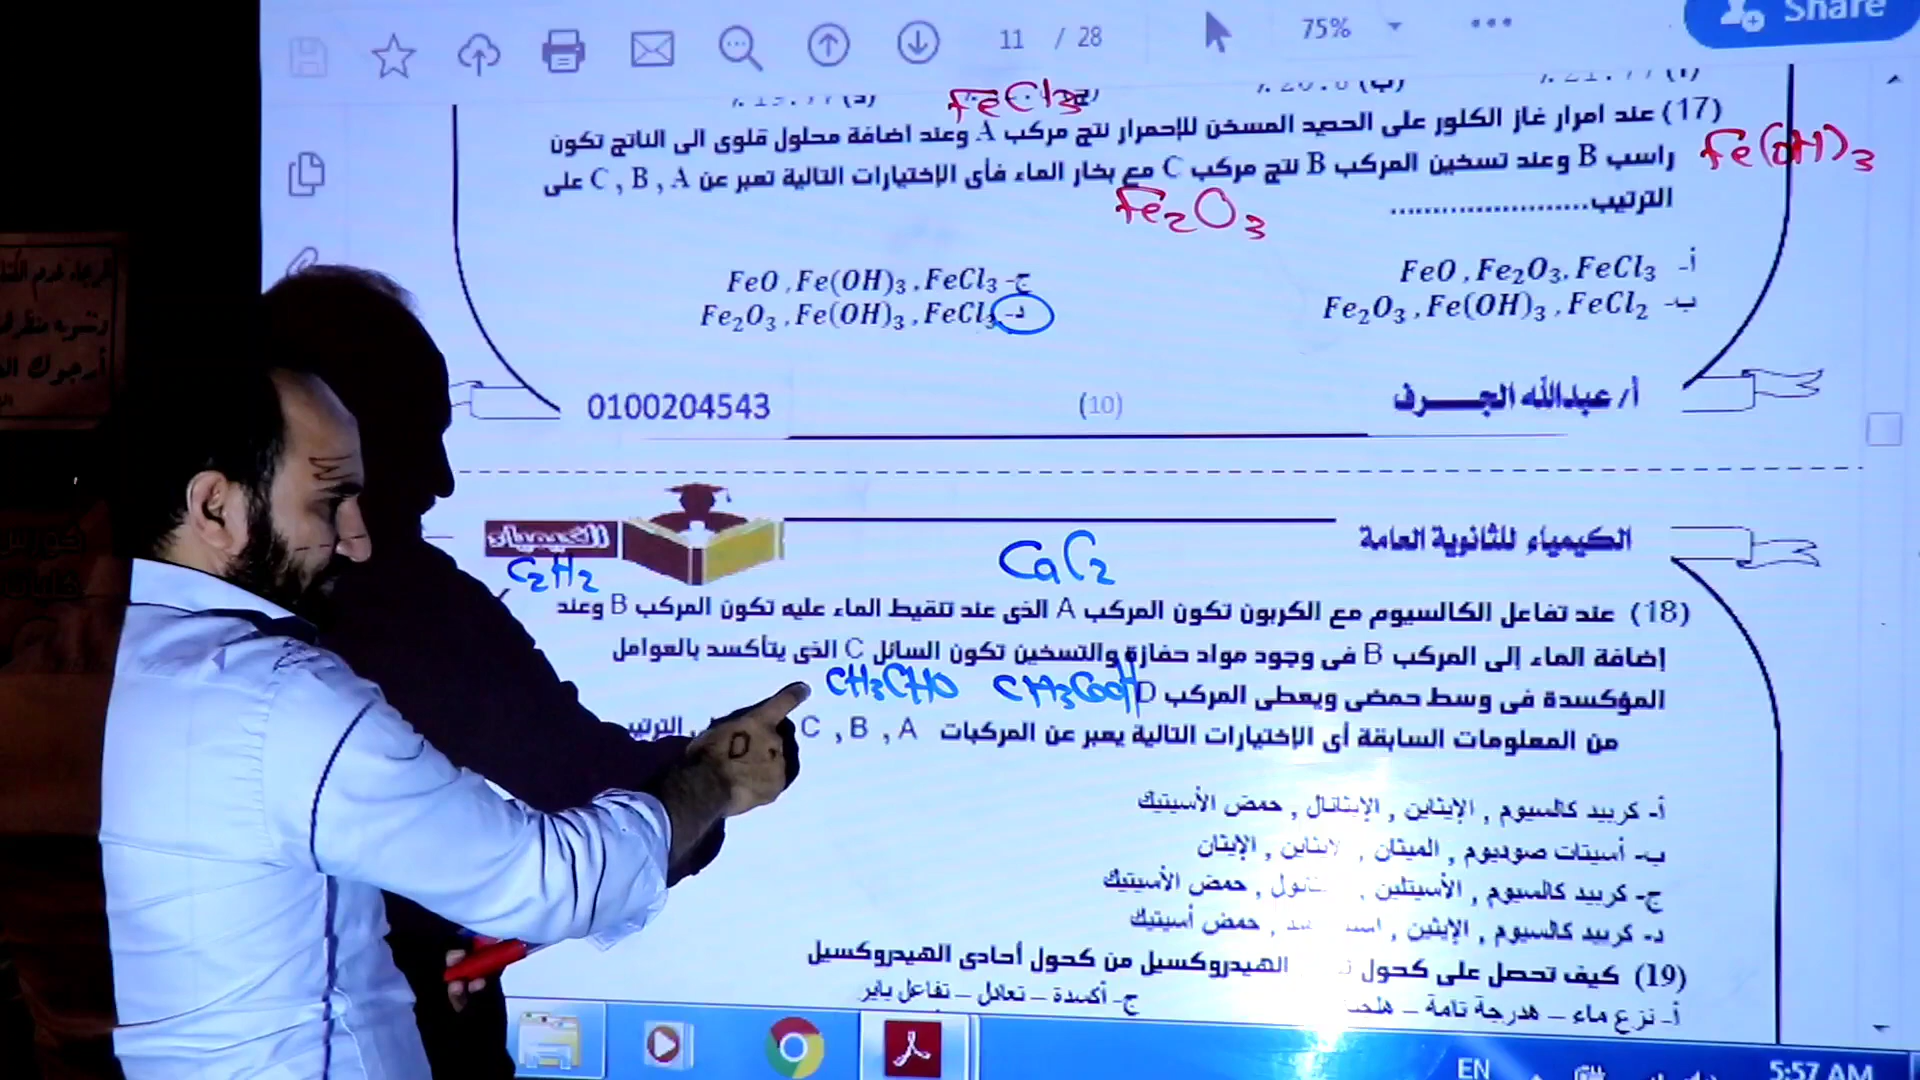 11 / 28
75%
Share
FeCl3
(17) عند امرار غاز الكلور على الحديد المسخن للإحمرار نتج مركب A وعند اضافة محلول قلوى الى الناتج تكون
Fe(OH)3
راسب B وعند تسخين المركب B نتج مركب C مع بخار الماء فأى الإختيارات التالية تعبر عن C , B , A على
الترتيب........................
Fe2O3
أ- FeO , Fe2O3, FeCl3
ج- FeO , Fe(OH)3 , FeCl3
ب- Fe2O3 , Fe(OH)3 , FeCl2
د- Fe2O3 , Fe(OH)3 , FeCl3
أ/ عبدالله الجـــرف
(10)
0100204543
الكيمياء للثانوية العامة
الكيمياء
CaC2
C2H2
(18) عند تفاعل الكالسيوم مع الكربون تكون المركب A الذى عند تنقيط الماء عليه تكون المركب B وعند
إضافة الماء إلى المركب B فى وجود مواد حفازة والتسخين تكون السائل C الذى يتأكسد بالعوامل
المؤكسدة فى وسط حمضى ويعطى المركب D
CH3COOH
CH3CHO
من المعلومات السابقة أى الإختيارات التالية يعبر عن المركبات C , B , A الترتيب
أ- كربيد كالسيوم , الإيثاين , الإيثانال , حمض الأسيتيك
ب- أسيتات صوديوم , الميثان , الايثاين , الإيثان
ج- كربيد كالسيوم , الأسيتلين , حمض الأسيتيك
د- كربيد كالسيوم , الإيثين , حمض أسيتيك
(19) كيف تحصل على كحول الهيدروكسيل من كحول أحادى الهيدروكسيل
أ- نزع ماء – هدرجة تامة –
ج- أكسدة – تعادل – تفاعل باير
EN
5:57 AM